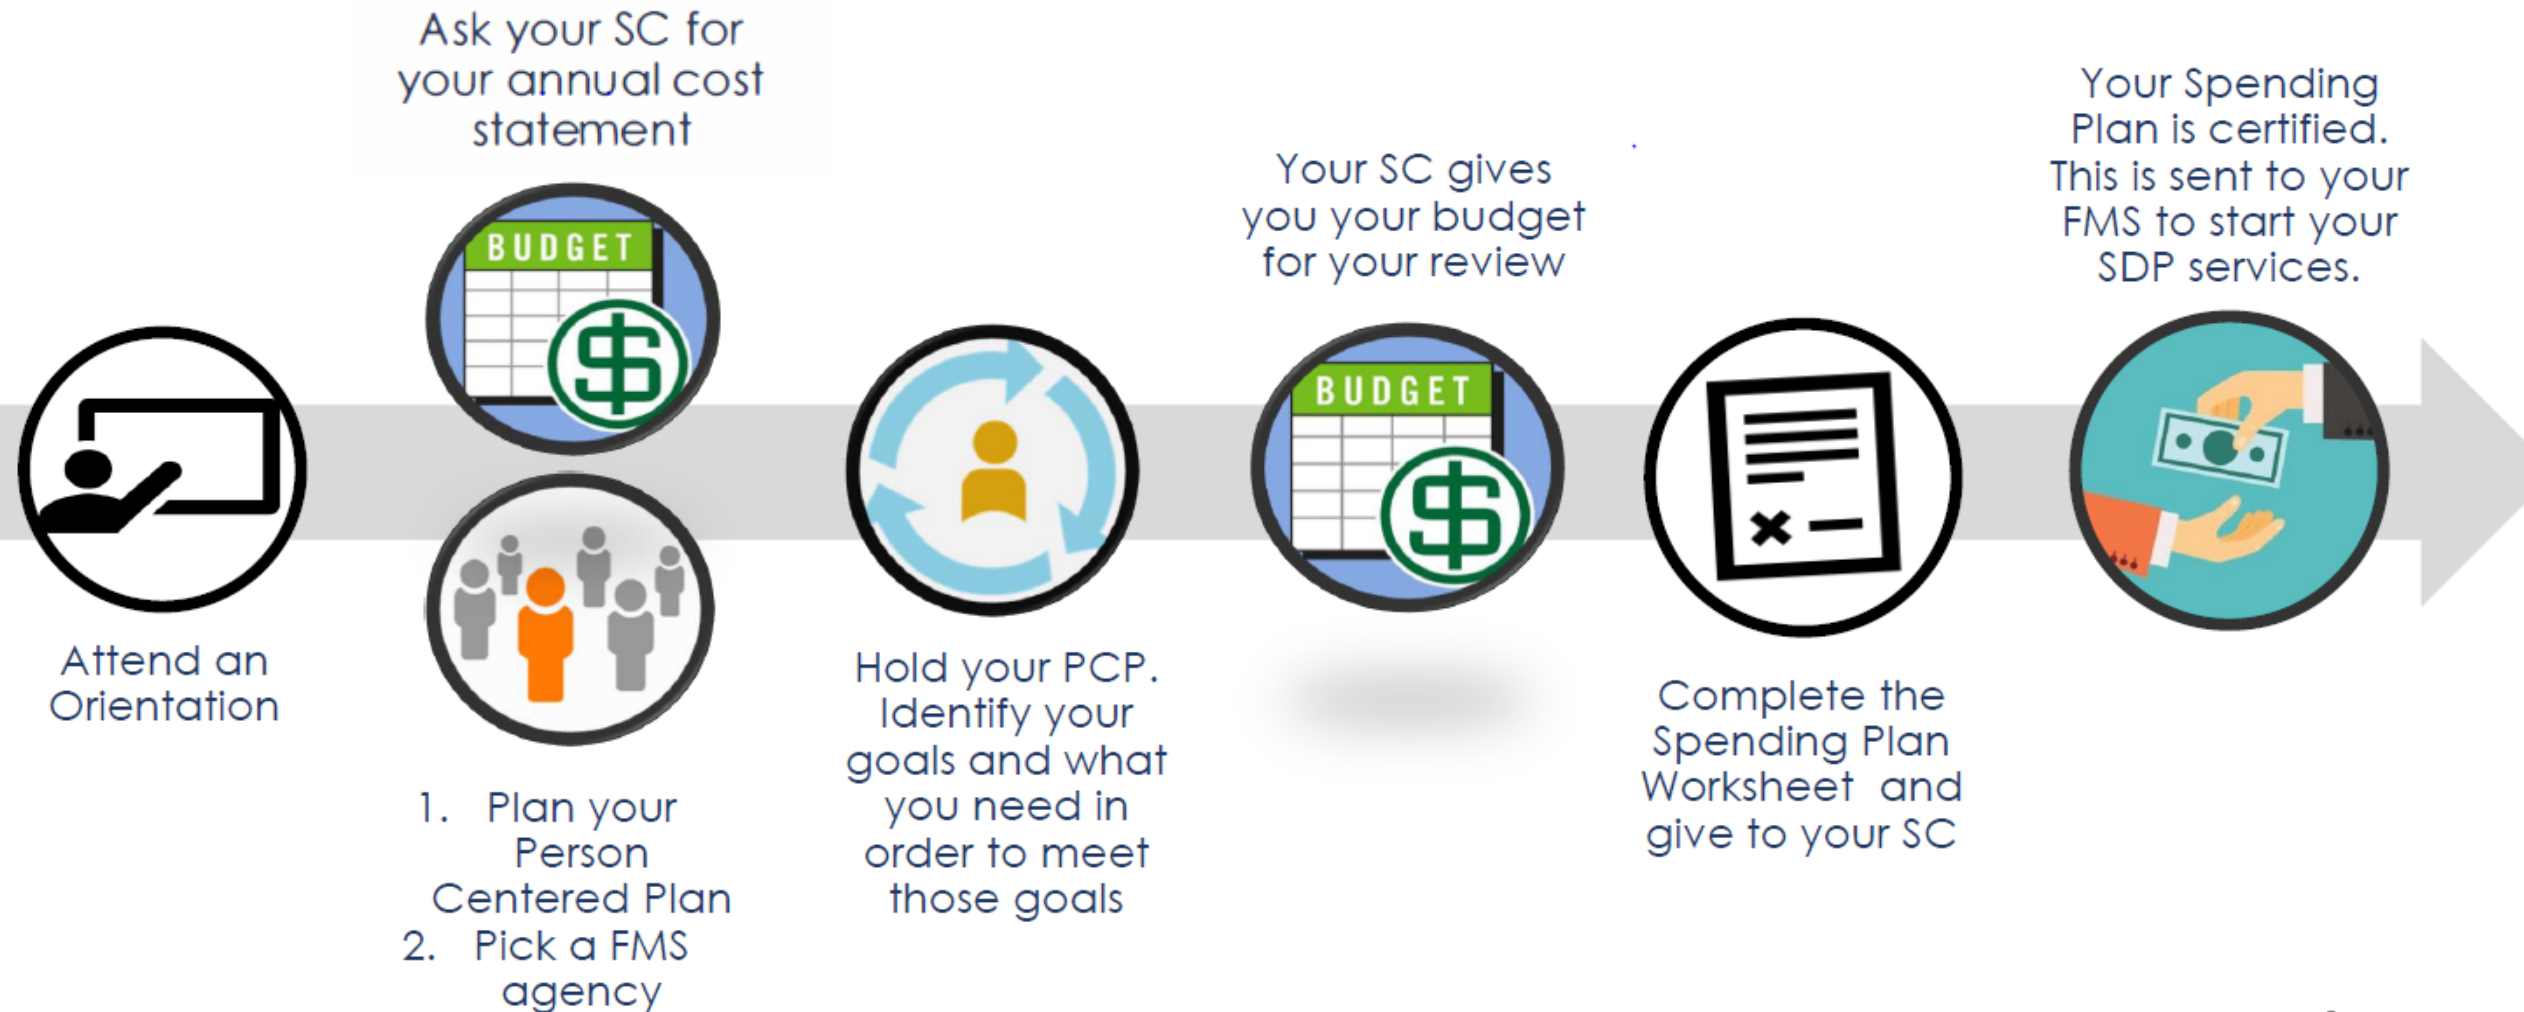 Attend an
Orientation
Ask your SC for
your annual cost
statement
BUDGET
1. Plan your
Person
Centered Plan
2. Pick a FMS
agency
Hold your PCP.
Identify your
goals and what
you need in
order to meet
those goals
Your SC gives
you your budget
for your review
BUDGET
Complete the
Spending Plan
Worksheet and
give to your SC
Your Spending
Plan is certified.
This is sent to your
FMS to start your
SDP services.